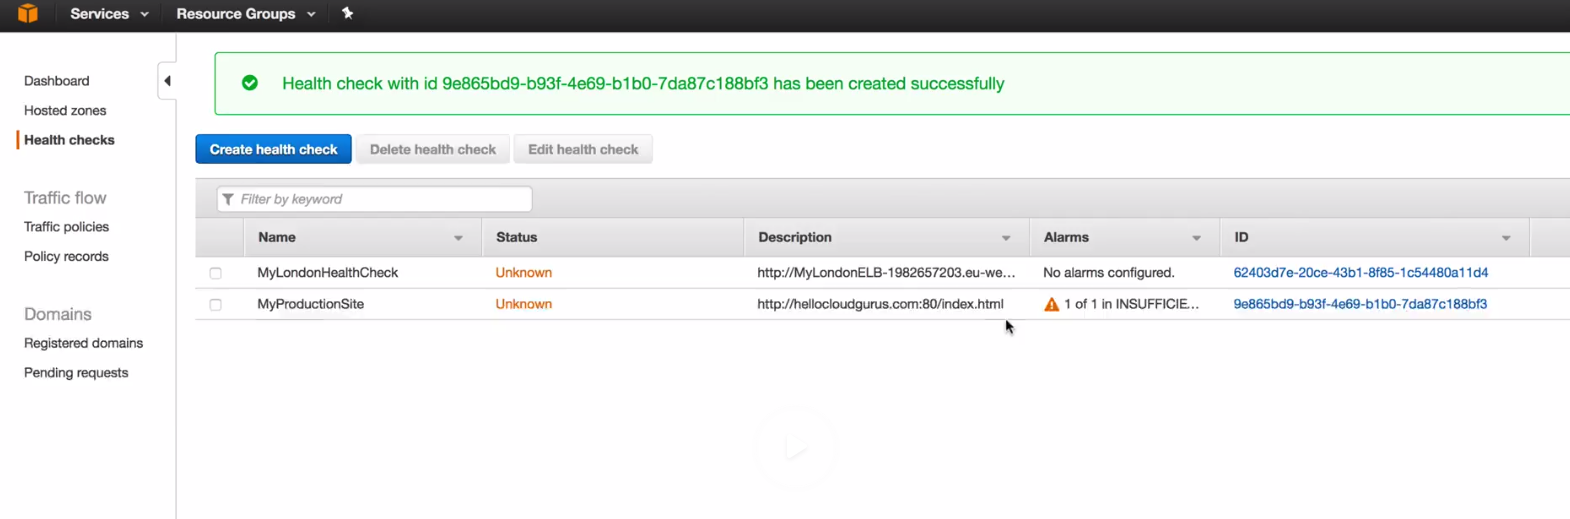 Services
Resource Groups
Dashboard
Hosted zones
Health checks
Traffic flow
Traffic policies
Policy records
Domains
Registered domains
Pending requests
Health check with id 9e865bd9-b93f-4e69-b1b0-7da87c188bf3 has been created successfully
Create health check Delete health check Edit health check
Filter by keyword
Name Status Description Alarms ID
MyLondonHealthCheck Unknown http://MyLondonELB-1982657203.eu-we... No alarms configured. 62403d7e-20ce-43b1-8f85-1c54480a11d4
MyProductionSite Unknown http://hellocloudgurus.com:80/index.html 1 of 1 in INSUFFICIE... 9e865bd9-b93f-4e69-b1b0-7da87c188bf3